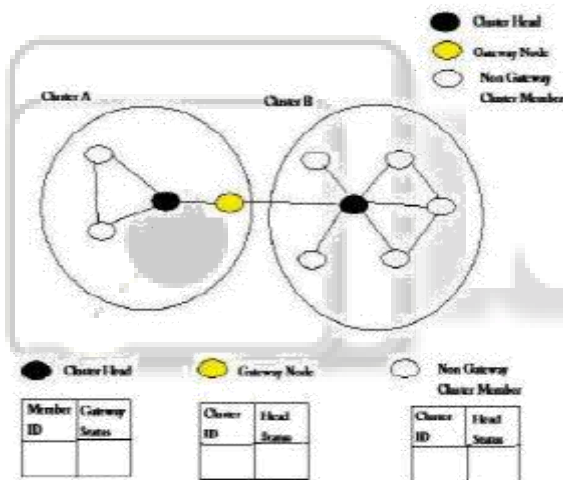 Cluster Head
Gateway Node
Non Gateway
Cluster Member
Cluster A
Cluster B
Cluster Head
Gateway Node
Non Gateway
Cluster Member
Member ID
Gateway Status
Cluster ID
Head Status
Cluster ID
Head Status